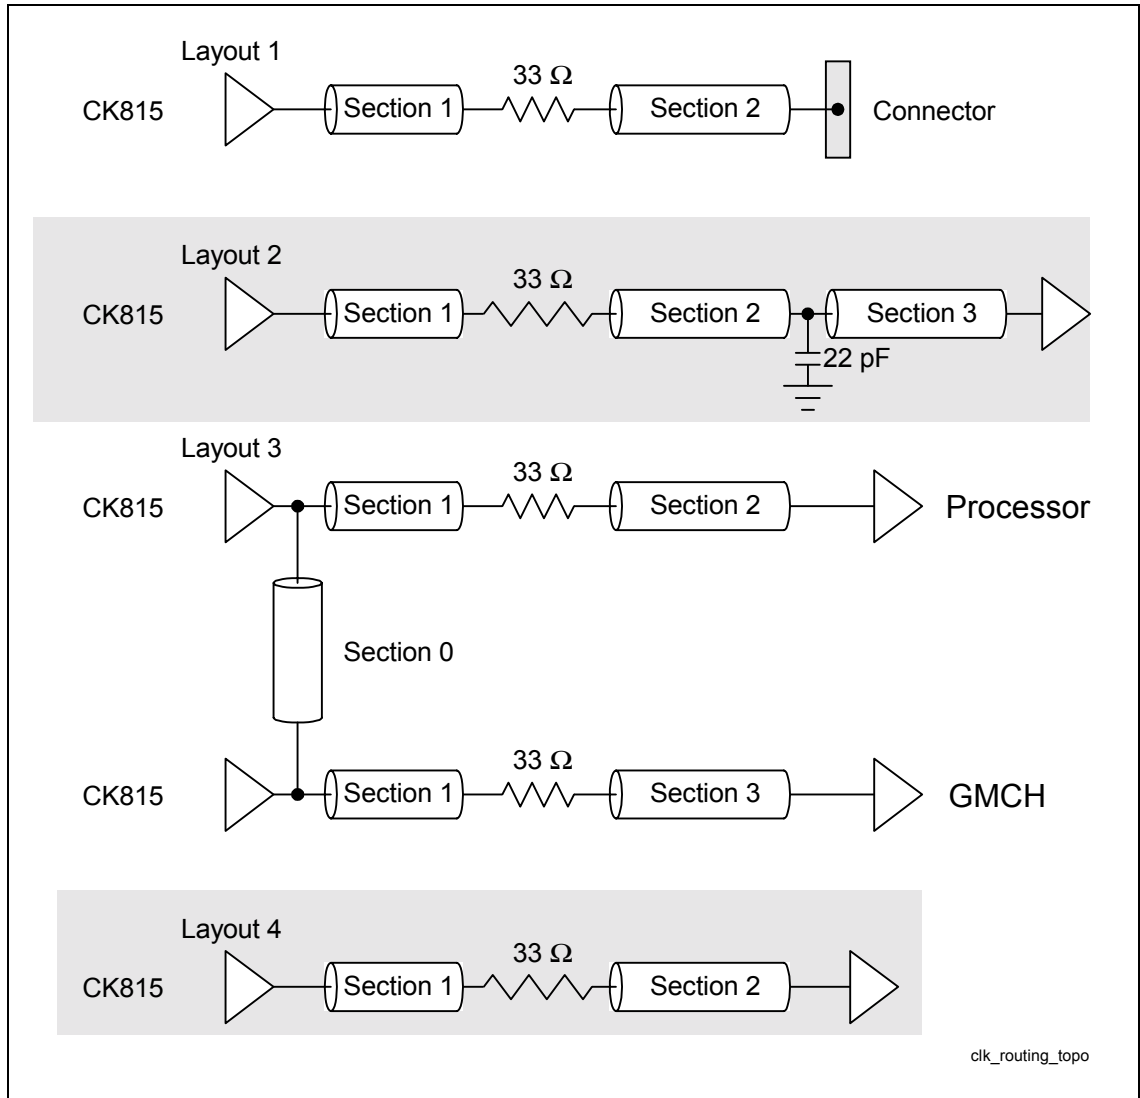 Layout 1
33 Ω
CK815
Section 1
Section 2
Connector
Layout 2
33 Ω
CK815
Section 1
Section 2
Section 3
22 pF
Layout 3
33 Ω
CK815
Section 1
Section 2
Processor
Section 0
33 Ω
CK815
Section 1
Section 3
GMCH
Layout 4
33 Ω
CK815
Section 1
Section 2
clk_routing_topo